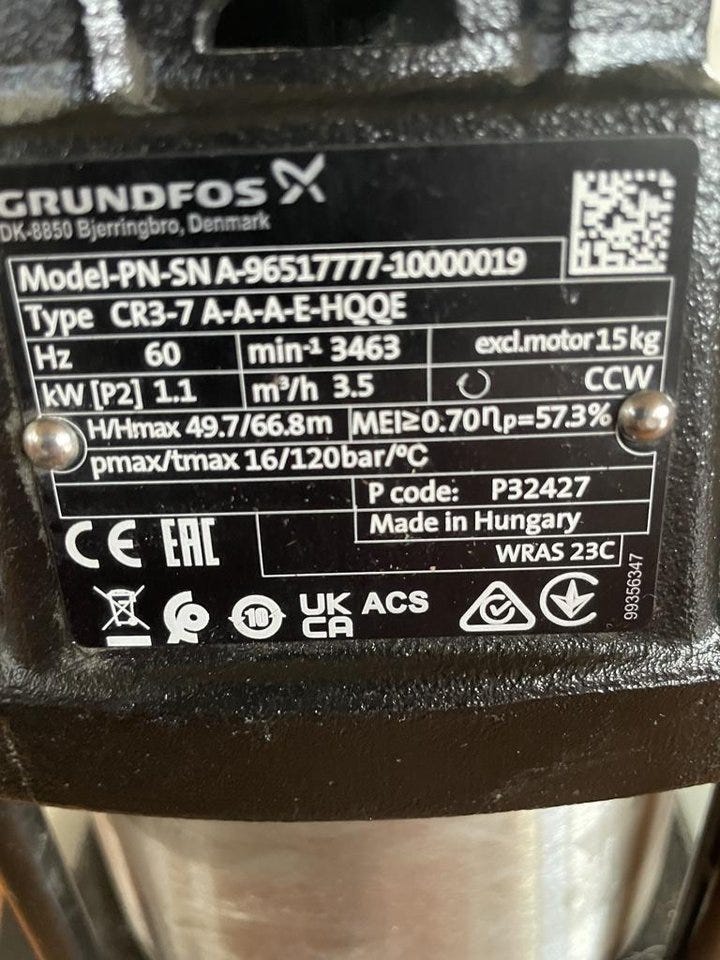 GRUNDFOS
DK-8850 Bjerringbro, Denmark
Model-PN-SN A-96517777-10000019
Type CR3-7 A-A-A-E-HQQE
Hz 60 min-¹ 3463 excl.motor 15 kg
kW [P2] 1.1 m³/h 3.5 CCW
H/Hmax 49.7/66.8m MEI≥0.70 ηp=57.3%
pmax/tmax 16/120bar/°C
P code: P32427
Made in Hungary
WRAS 23C
CE EAC
10 UK CA ACS
99356347